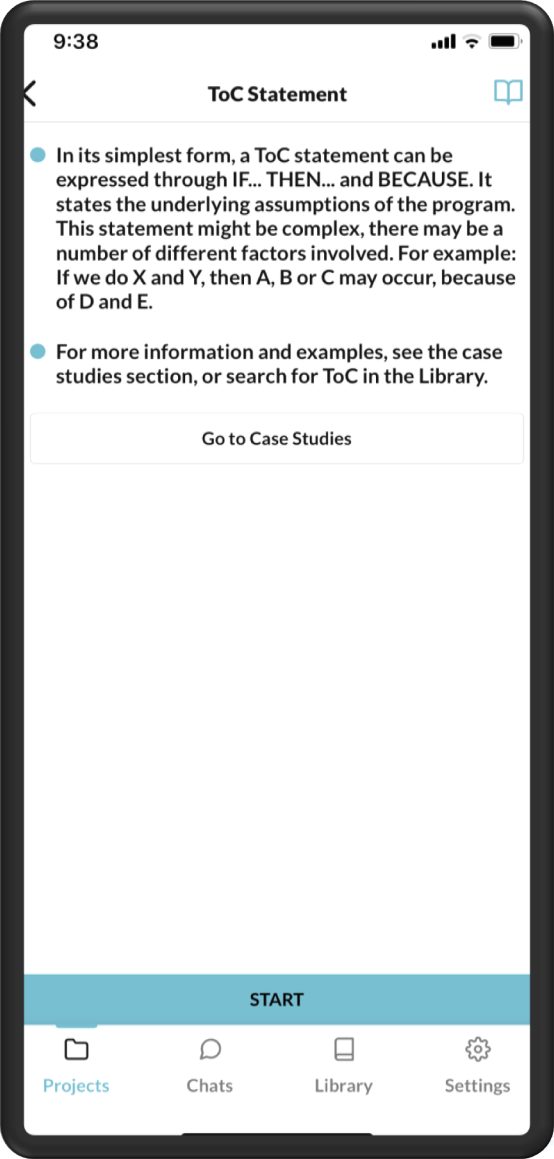 9:38
ToC Statement
In its simplest form, a ToC statement can be
expressed through IF... THEN... and BECAUSE. It
states the underlying assumptions of the program.
This statement might be complex, there may be a
number of different factors involved. For example:
If we do X and Y, then A, B or C may occur, because
of D and E.
For more information and examples, see the case
studies section, or search for ToC in the Library.
Go to Case Studies
START
Projects Chats Library Settings